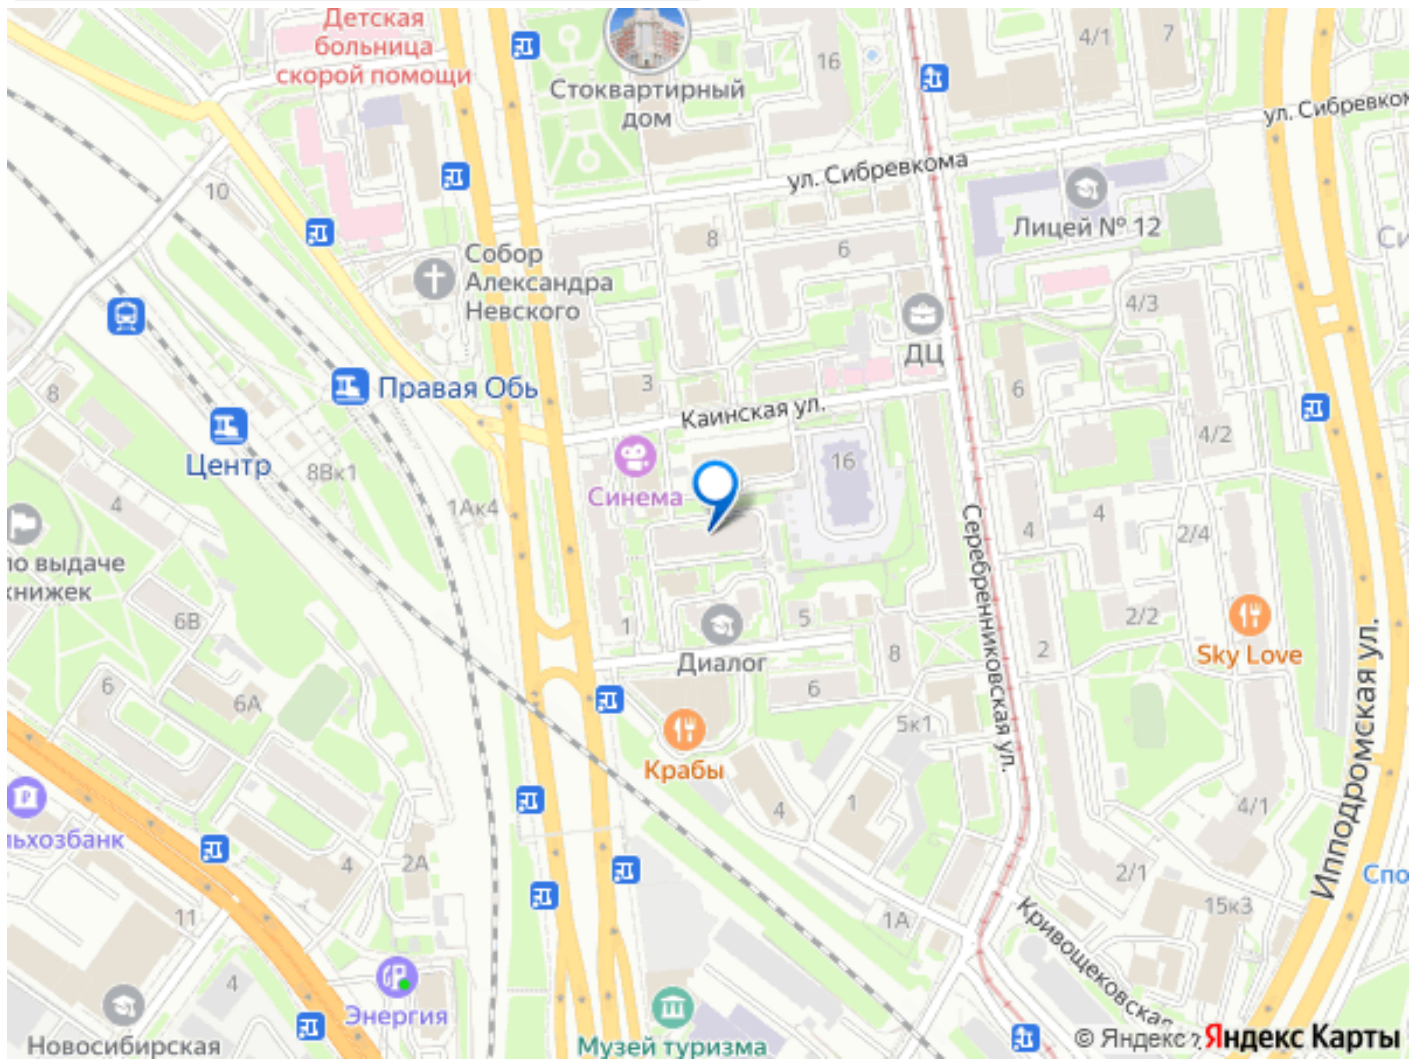 Детская
больница
скорой помощи
Стоквартирный
дом
16
4/1
7
ул. Сибревком
ул. Сибревкома
10
Лицей № 12
Собор
Александра
Невского
8
6
4/3
ДЦ
8
Правая Обь
3
Каинская ул.
6
4/2
Центр
8Вк1
Синема
16
1Ак4
4
4
4
2/4
по выдаче
книжек
Серебренниковская ул.
6В
1
5
2/2
Диалог
8
2
Sky Love
6
6А
6
5к1
Ипподромская ул.
Крабы
4
1
4/1
льхозбанк
4
2А
2/1
Спо
11
1А
15к3
Кривощековская
4
Энергия
Новосибирская
Музей туризма
© Яндекс
Яндекс Карты